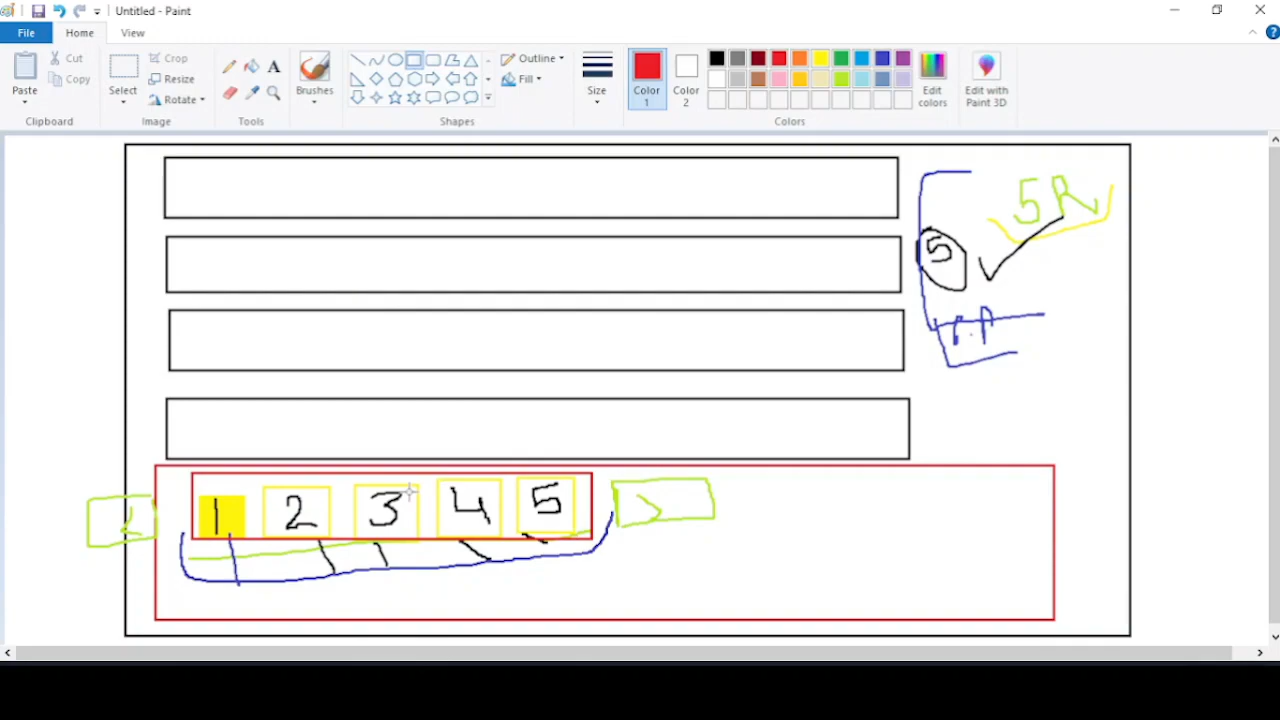 Untitled - Paint
File
Home
View
Paste
Cut
Copy
Clipboard
Select
Crop
Resize
Rotate
Image
A
Tools
Brushes
Outline
Fill
Shapes
Size
Color 1
Color 2
Edit colors
Colors
Edit with Paint 3D
?
5R
5
<
1
2
3
4
5
>